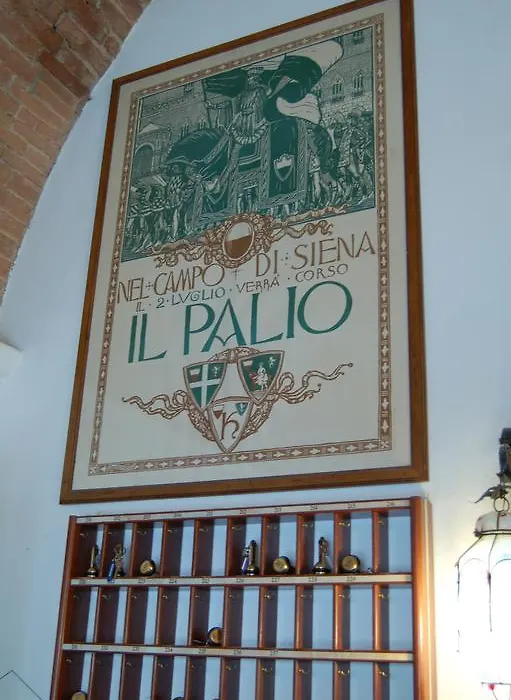 NEL CAMPO DI SIENA
IL · 2 · LUGLIO · VERRÀ · CORSO
IL PALIO